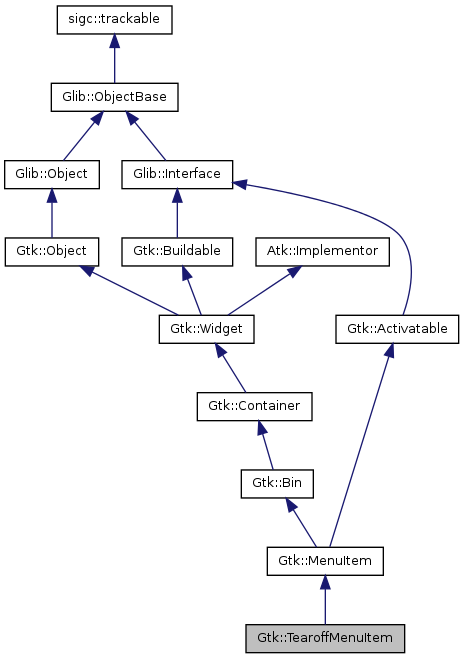 sigc::trackable
Glib::ObjectBase
Glib::Object
Glib::Interface
Gtk::Object
Gtk::Buildable
Atk::Implementor
Gtk::Widget
Gtk::Activatable
Gtk::Container
Gtk::Bin
Gtk::MenuItem
Gtk::TearoffMenuItem